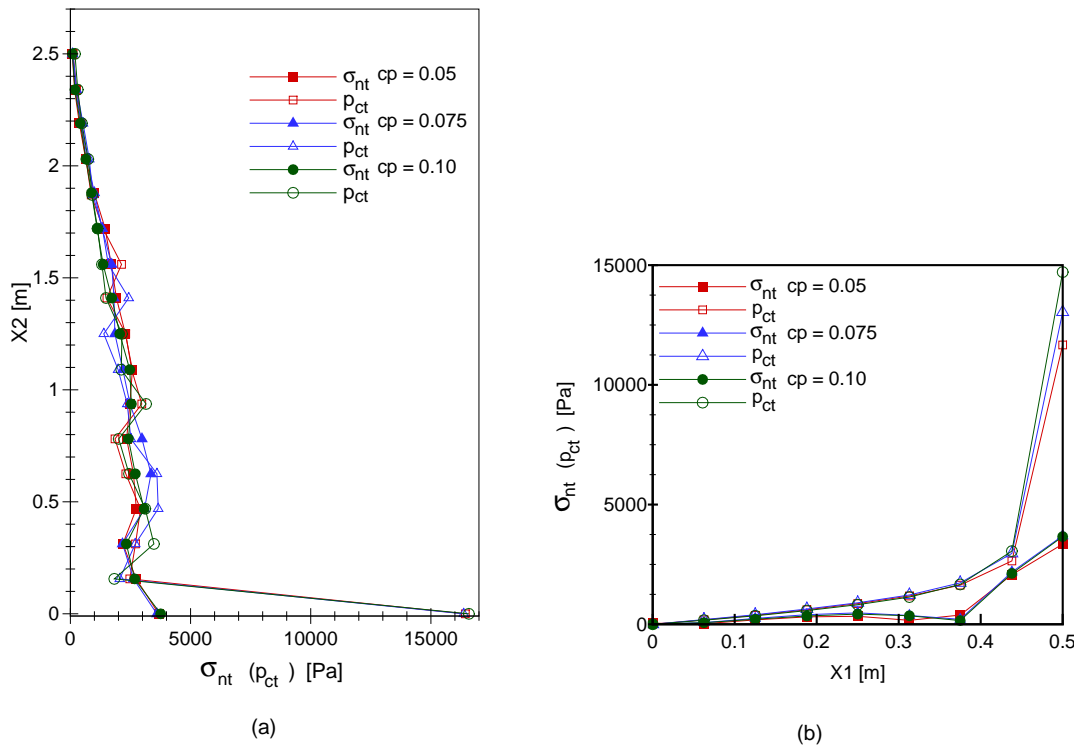 2.5
2
1.5
1
0.5
0
X2 [m]
0 5000 10000 15000
σnt (pct) [Pa]
σnt cp = 0.05
pct
σnt cp = 0.075
pct
σnt cp = 0.10
pct
(a)
15000
10000
5000
0
σnt (pct) [Pa]
0 0.1 0.2 0.3 0.4 0.5
X1 [m]
σnt cp = 0.05
pct
σnt cp = 0.075
pct
σnt cp = 0.10
pct
(b)